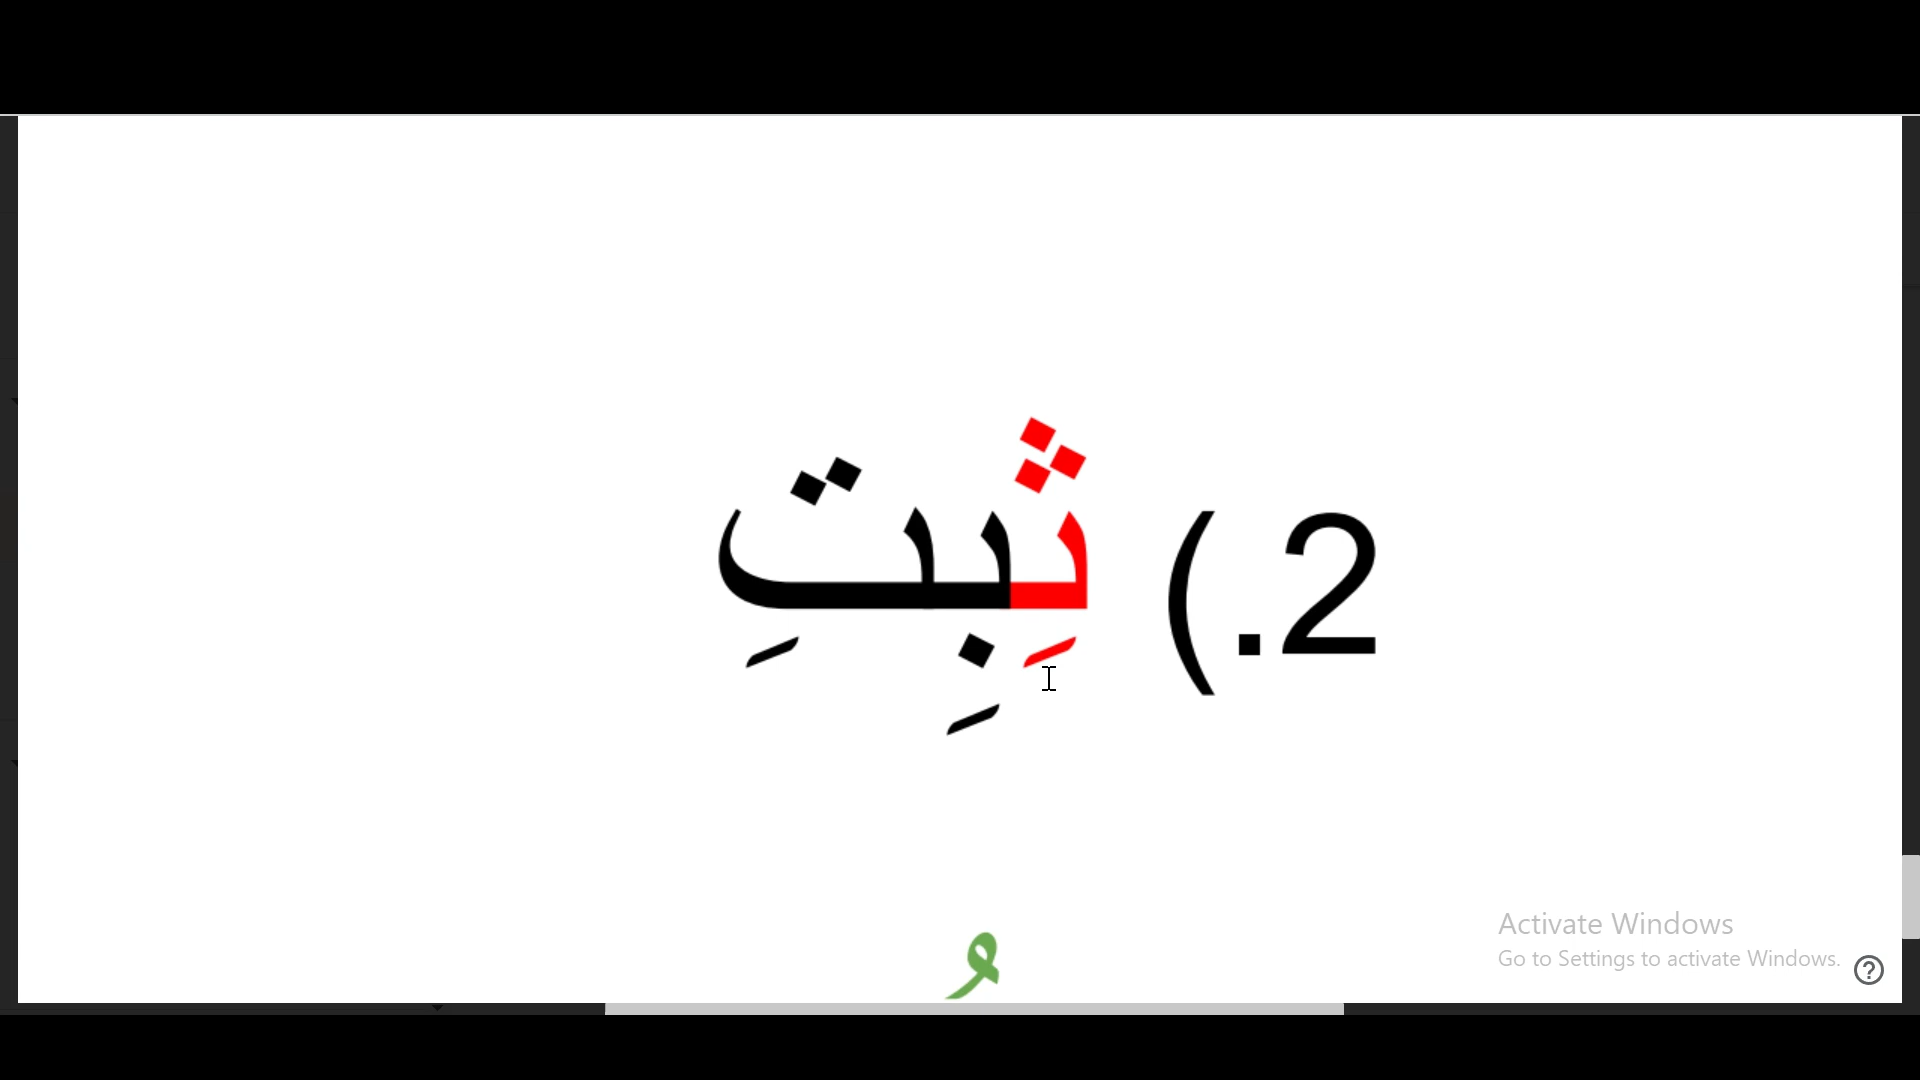 2.) ثِبِتِ
Activate Windows
Go to Settings to activate Windows.